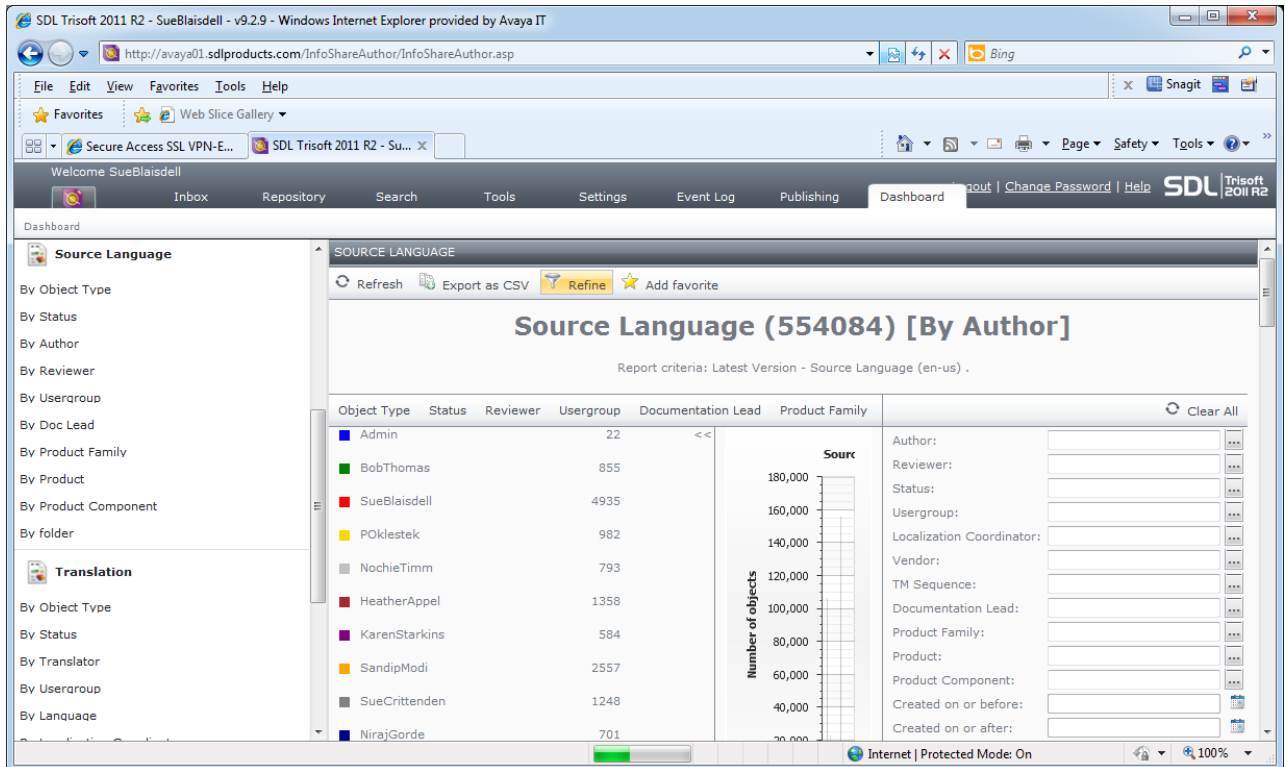 SDL Trisoft 2011 R2 - SueBlaisdell - v9.2.9 - Windows Internet Explorer provided by Avaya IT
http://avaya01.sdlproducts.com/InfoShareAuthor/InfoShareAuthor.asp
Bing
File Edit View Favorites Tools Help
x Snagit
Favorites Web Slice Gallery
Secure Access SSL VPN-E... SDL Trisoft 2011 R2 - Su... X
Page Safety Tools
Welcome SueBlaisdell
Inbox Repository Search Tools Settings Event Log Publishing Dashboard | Change Password | Help SDL Trisoft 2011 R2
Dashboard
Source Language
By Object Type
By Status
By Author
By Reviewer
By Usergroup
By Doc Lead
By Product Family
By Product
By Product Component
By folder
Translation
By Object Type
By Status
By Translator
By Usergroup
By Language
SOURCE LANGUAGE
Refresh Export as CSV Refine Add favorite
Source Language (554084) [By Author]
Report criteria: Latest Version - Source Language (en-us) .
Object Type Status Reviewer Usergroup Documentation Lead Product Family
Clear All
Admin 22 <<
BobThomas 855
SueBlaisdell 4935
POklestek 982
NochieTimm 793
HeatherAppel 1358
KarenStarkins 584
SandipModi 2557
SueCrittenden 1248
NirajGorde 701
Sourc
Number of objects
180,000
160,000
140,000
120,000
100,000
80,000
60,000
40,000
20,000
Author: ...
Reviewer: ...
Status: ...
Usergroup: ...
Localization Coordinator: ...
Vendor: ...
TM Sequence: ...
Documentation Lead: ...
Product Family: ...
Product: ...
Product Component: ...
Created on or before:
Created on or after:
Internet | Protected Mode: On 100%